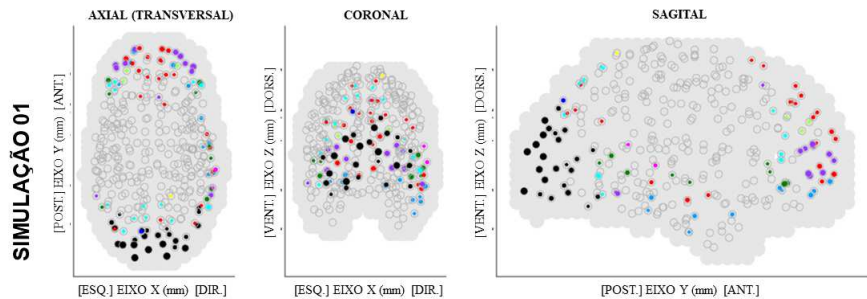 AXIAL (TRANSVERSAL)
CORONAL
SAGITAL
SIMULAÇÃO 01
[POST.] EIXO Y (mm) [ANT.]
[VENT.] EIXO Z (mm) [DORS.]
[VENT.] EIXO Z (mm) [DORS.]
[ESQ.] EIXO X (mm) [DIR.]
[ESQ.] EIXO X (mm) [DIR.]
[POST.] EIXO Y (mm) [ANT.]